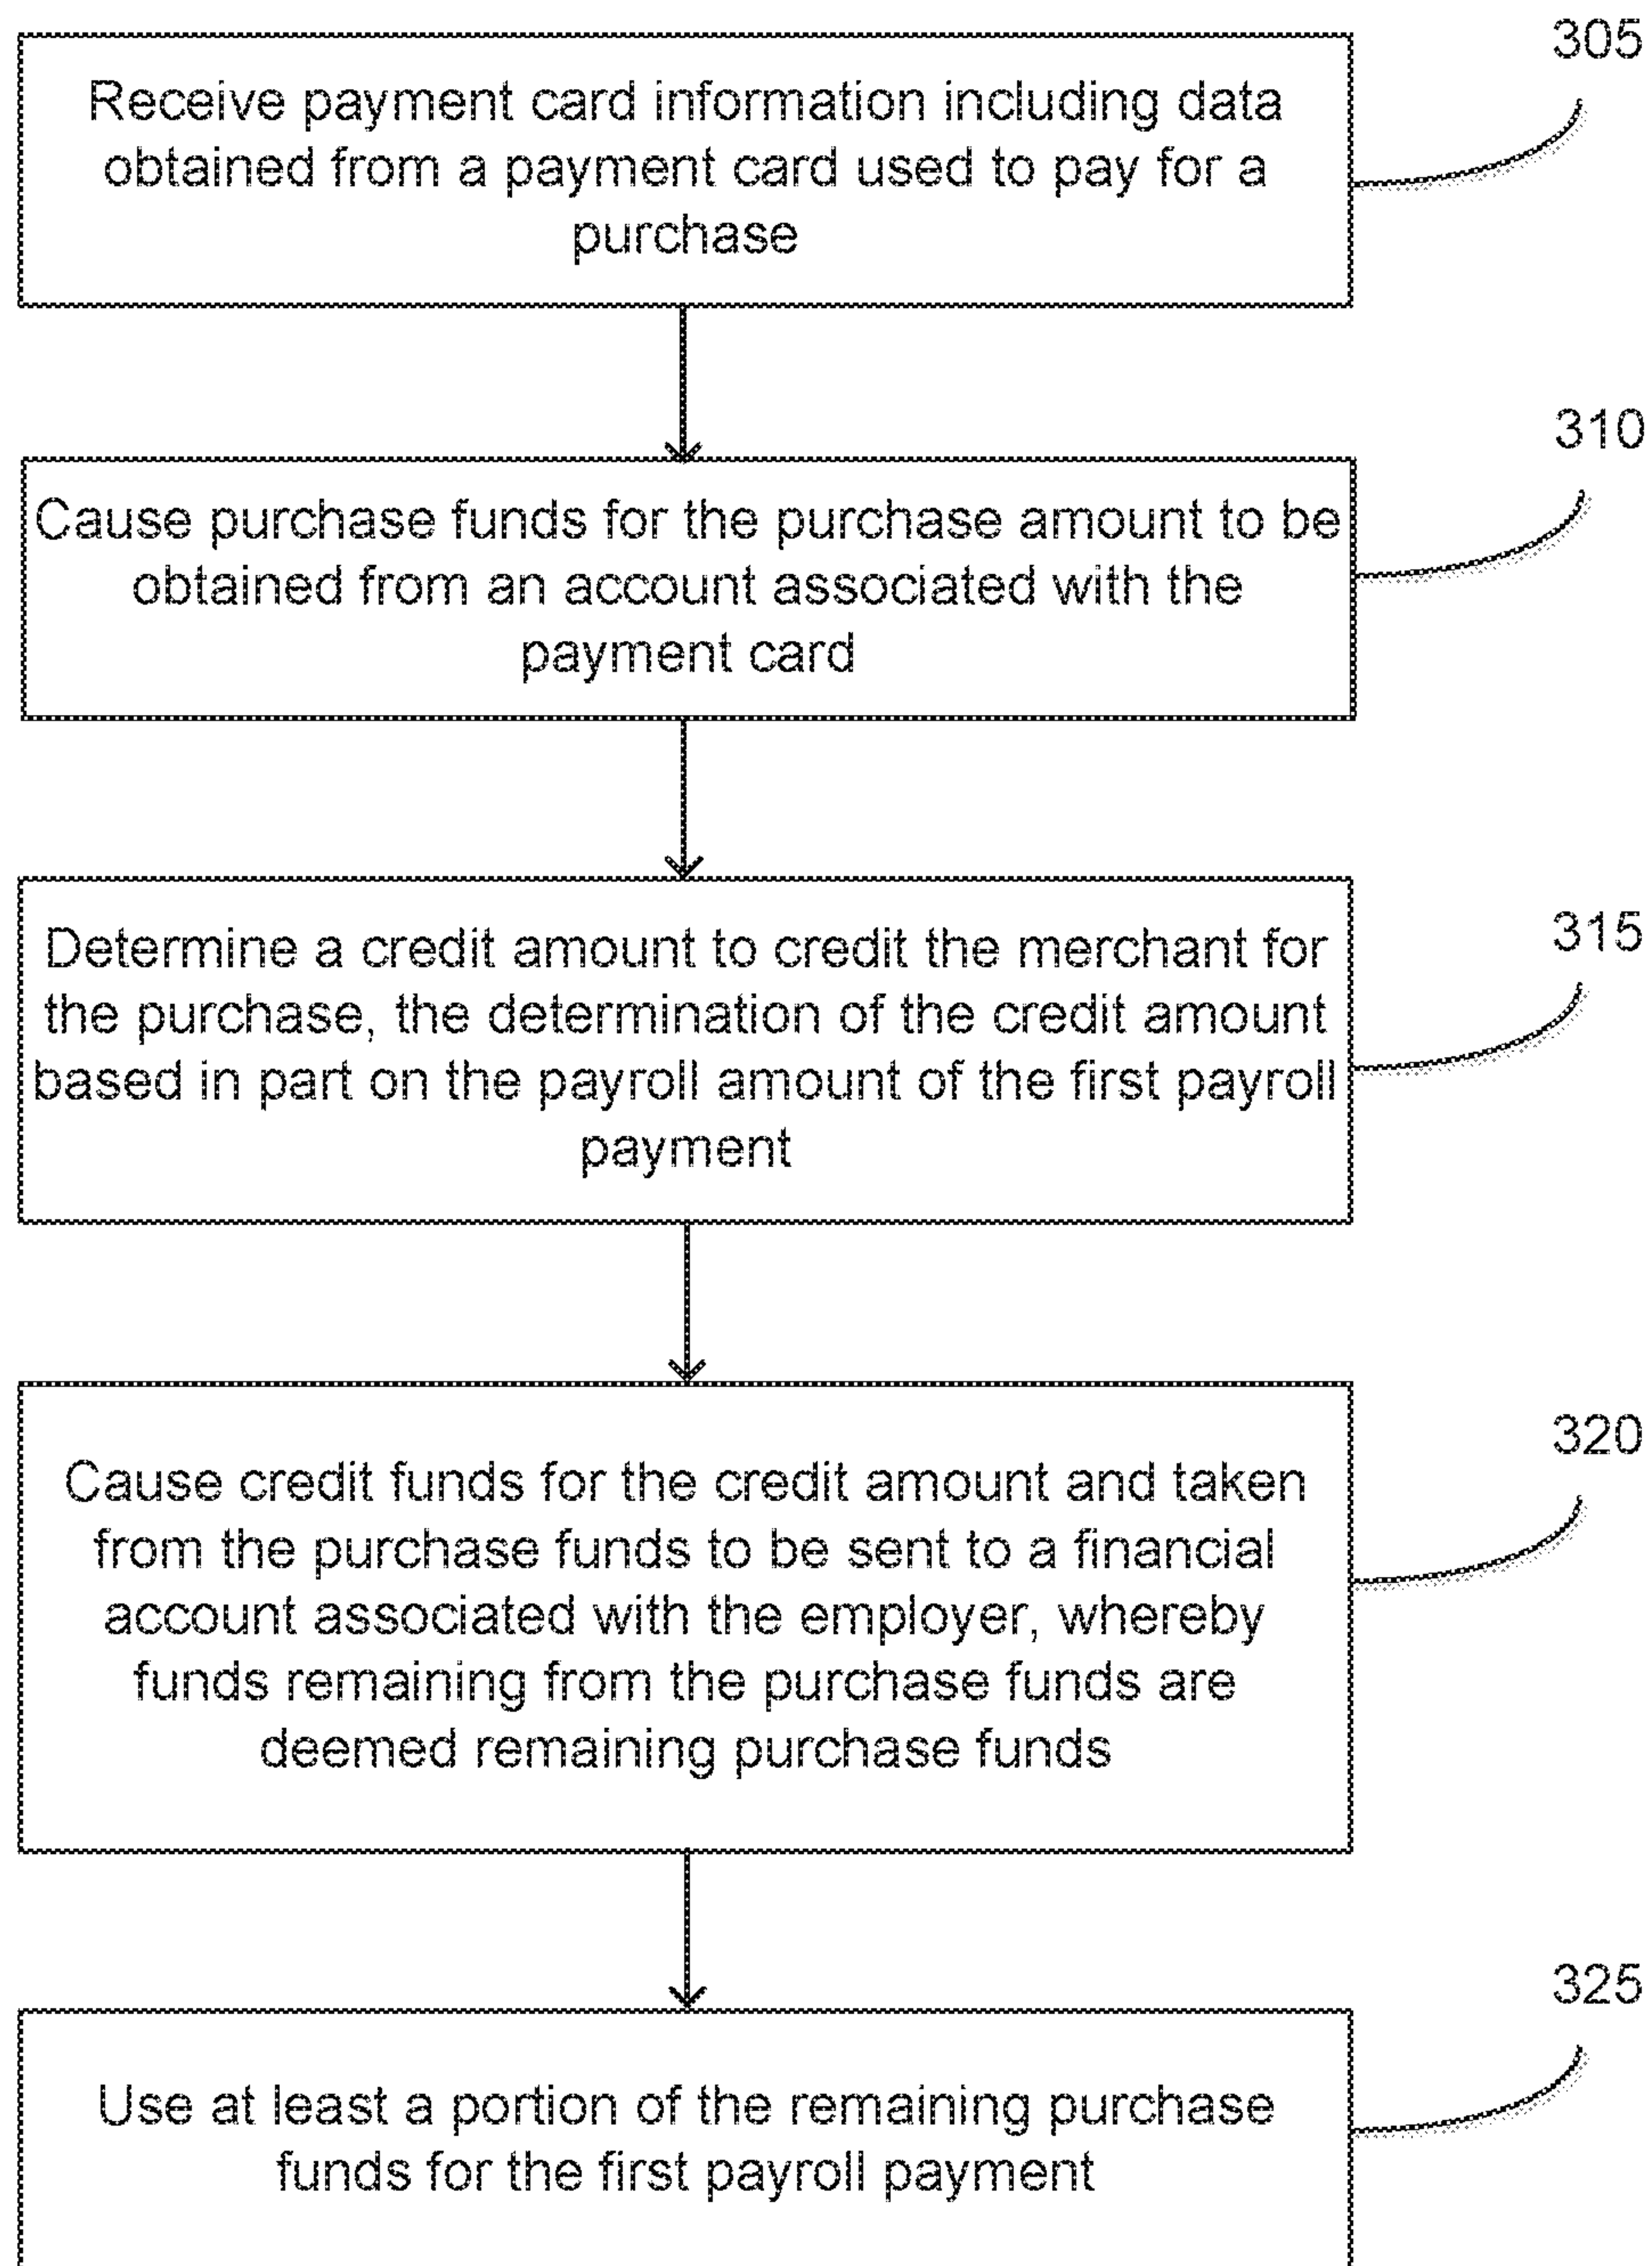 305
Receive payment card information including data
obtained from a payment card used to pay for a
purchase
310
Cause purchase funds for the purchase amount to be
obtained from an account associated with the
payment card
315
Determine a credit amount to credit the merchant for
the purchase, the determination of the credit amount
based in part on the payroll amount of the first payroll
payment
320
Cause credit funds for the credit amount and taken
from the purchase funds to be sent to a financial
account associated with the employer, whereby
funds remaining from the purchase funds are
deemed remaining purchase funds
325
Use at least a portion of the remaining purchase
funds for the first payroll payment